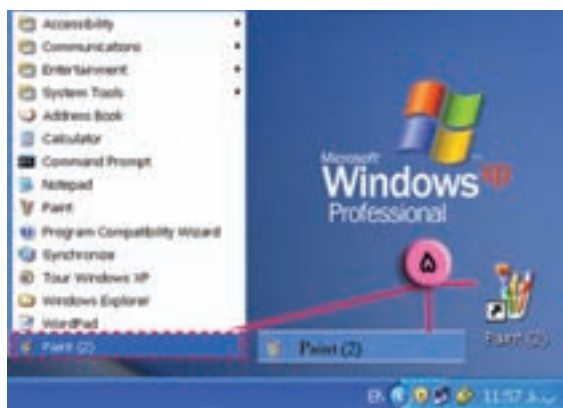 Accessibility
Communications
Entertainment
System Tools
Address Book
Calculator
Command Prompt
Notepad
Paint
Program Compatibility Wizard
Synchronize
Tour Windows XP
Windows Explorer
WordPad
Paint (2)
Microsoft
Windows xp
Professional
۵
Paint (2)
Paint (2)
EN
11:57